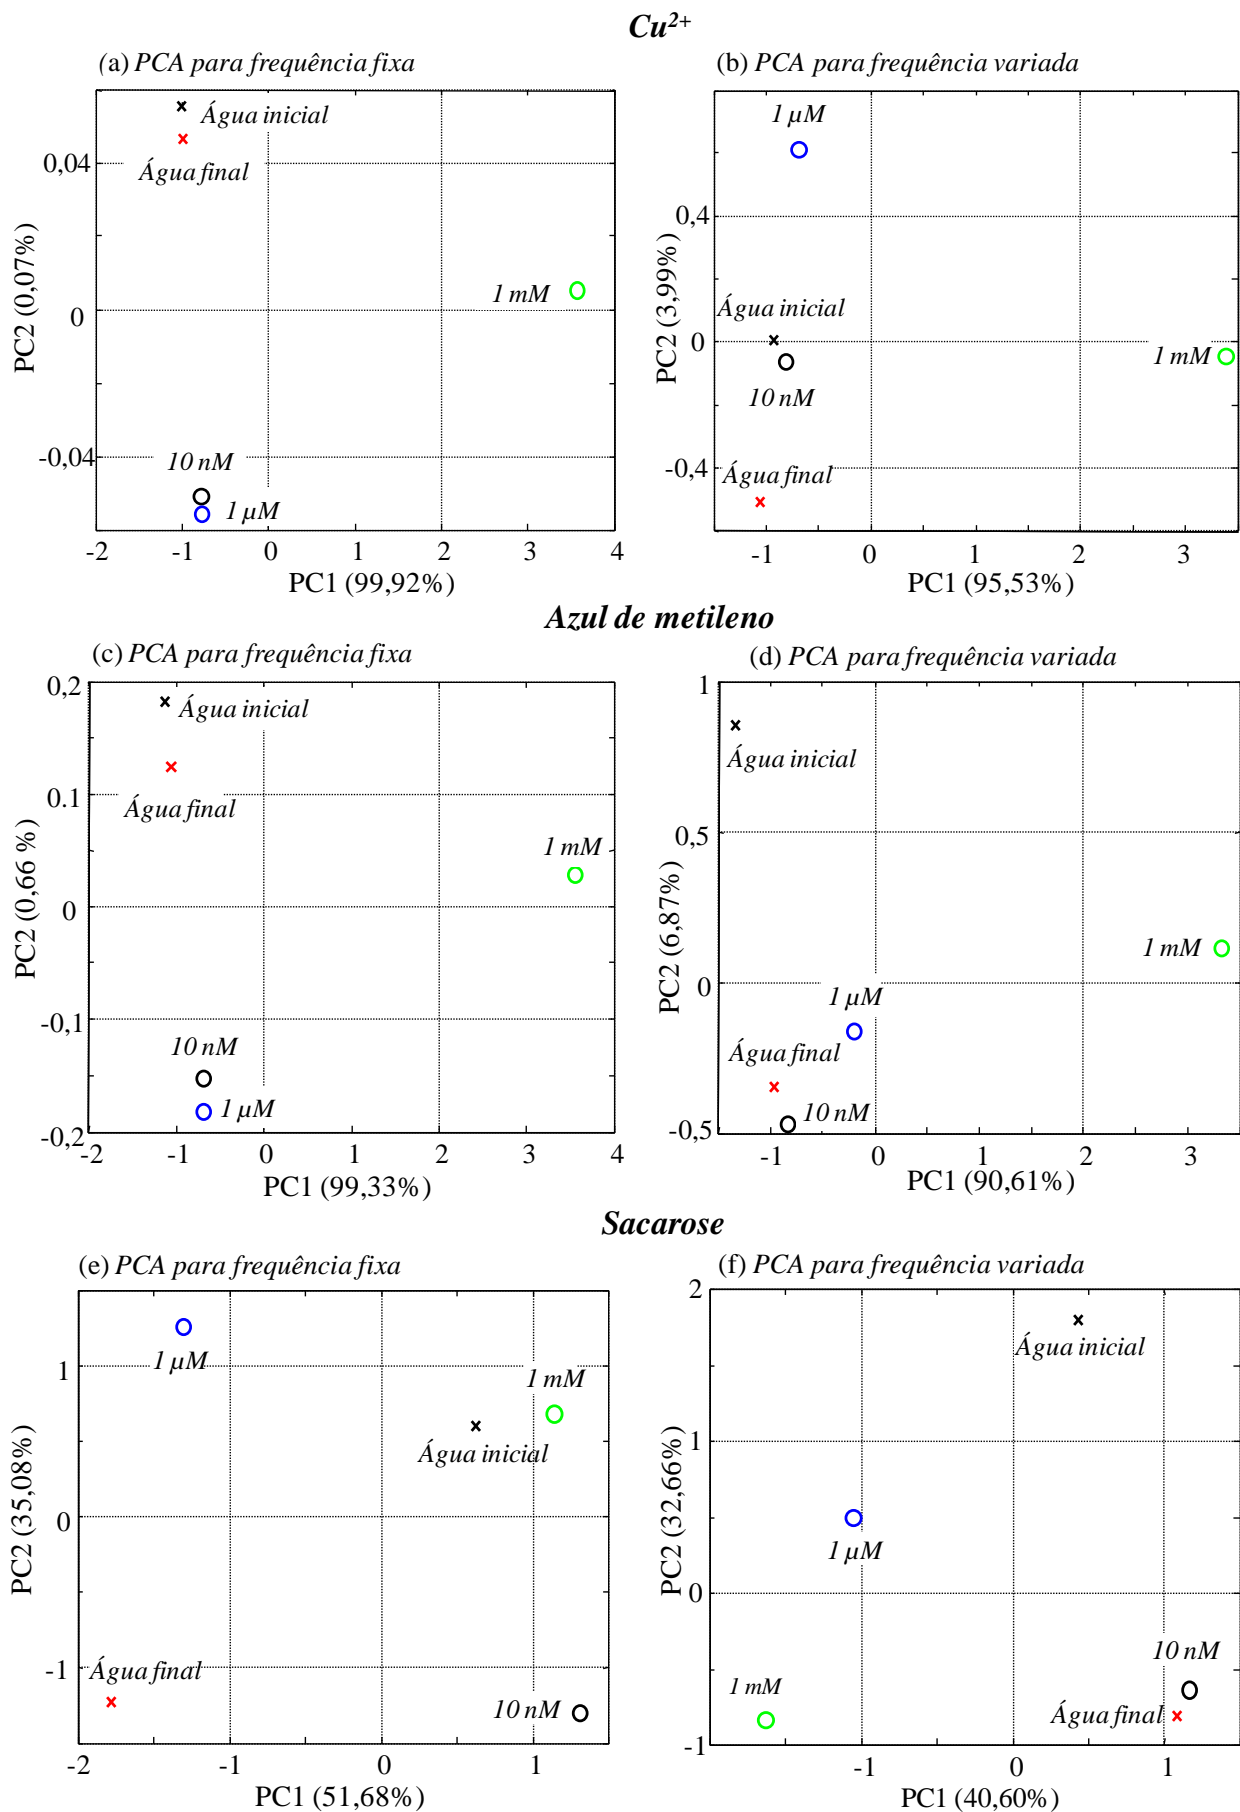 Cu²⁺
(a) PCA para frequência fixa
Água inicial
Água final
1 mM
10 nM
1 µM
0,04
0
-0,04
-2 -1 0 1 2 3 4
PC2 (0,07%)
PC1 (99,92%)
(b) PCA para frequência variada
1 µM
Água inicial
10 nM
1 mM
Água final
0,4
0
-0,4
-1 0 1 2 3
PC2 (3,99%)
PC1 (95,53%)
Azul de metileno
(c) PCA para frequência fixa
Água inicial
Água final
1 mM
10 nM
1 µM
0,2
0.1
0
-0,1
-0,2
-2 -1 0 1 2 3 4
PC2 (0,66 %)
PC1 (99,33%)
(d) PCA para frequência variada
Água inicial
1 mM
1 µM
Água final
10 nM
1
0,5
0
-0,5
-1 0 1 2 3
PC2 (6,87%)
PC1 (90,61%)
Sacarose
(e) PCA para frequência fixa
1 µM
1 mM
Água inicial
Água final
10 nM
1
0
-1
-2 -1 0 1
PC2 (35,08%)
PC1 (51,68%)
(f) PCA para frequência variada
Água inicial
1 µM
10 nM
1 mM
Água final
2
1
0
-1
-1 0 1
PC2 (32,66%)
PC1 (40,60%)